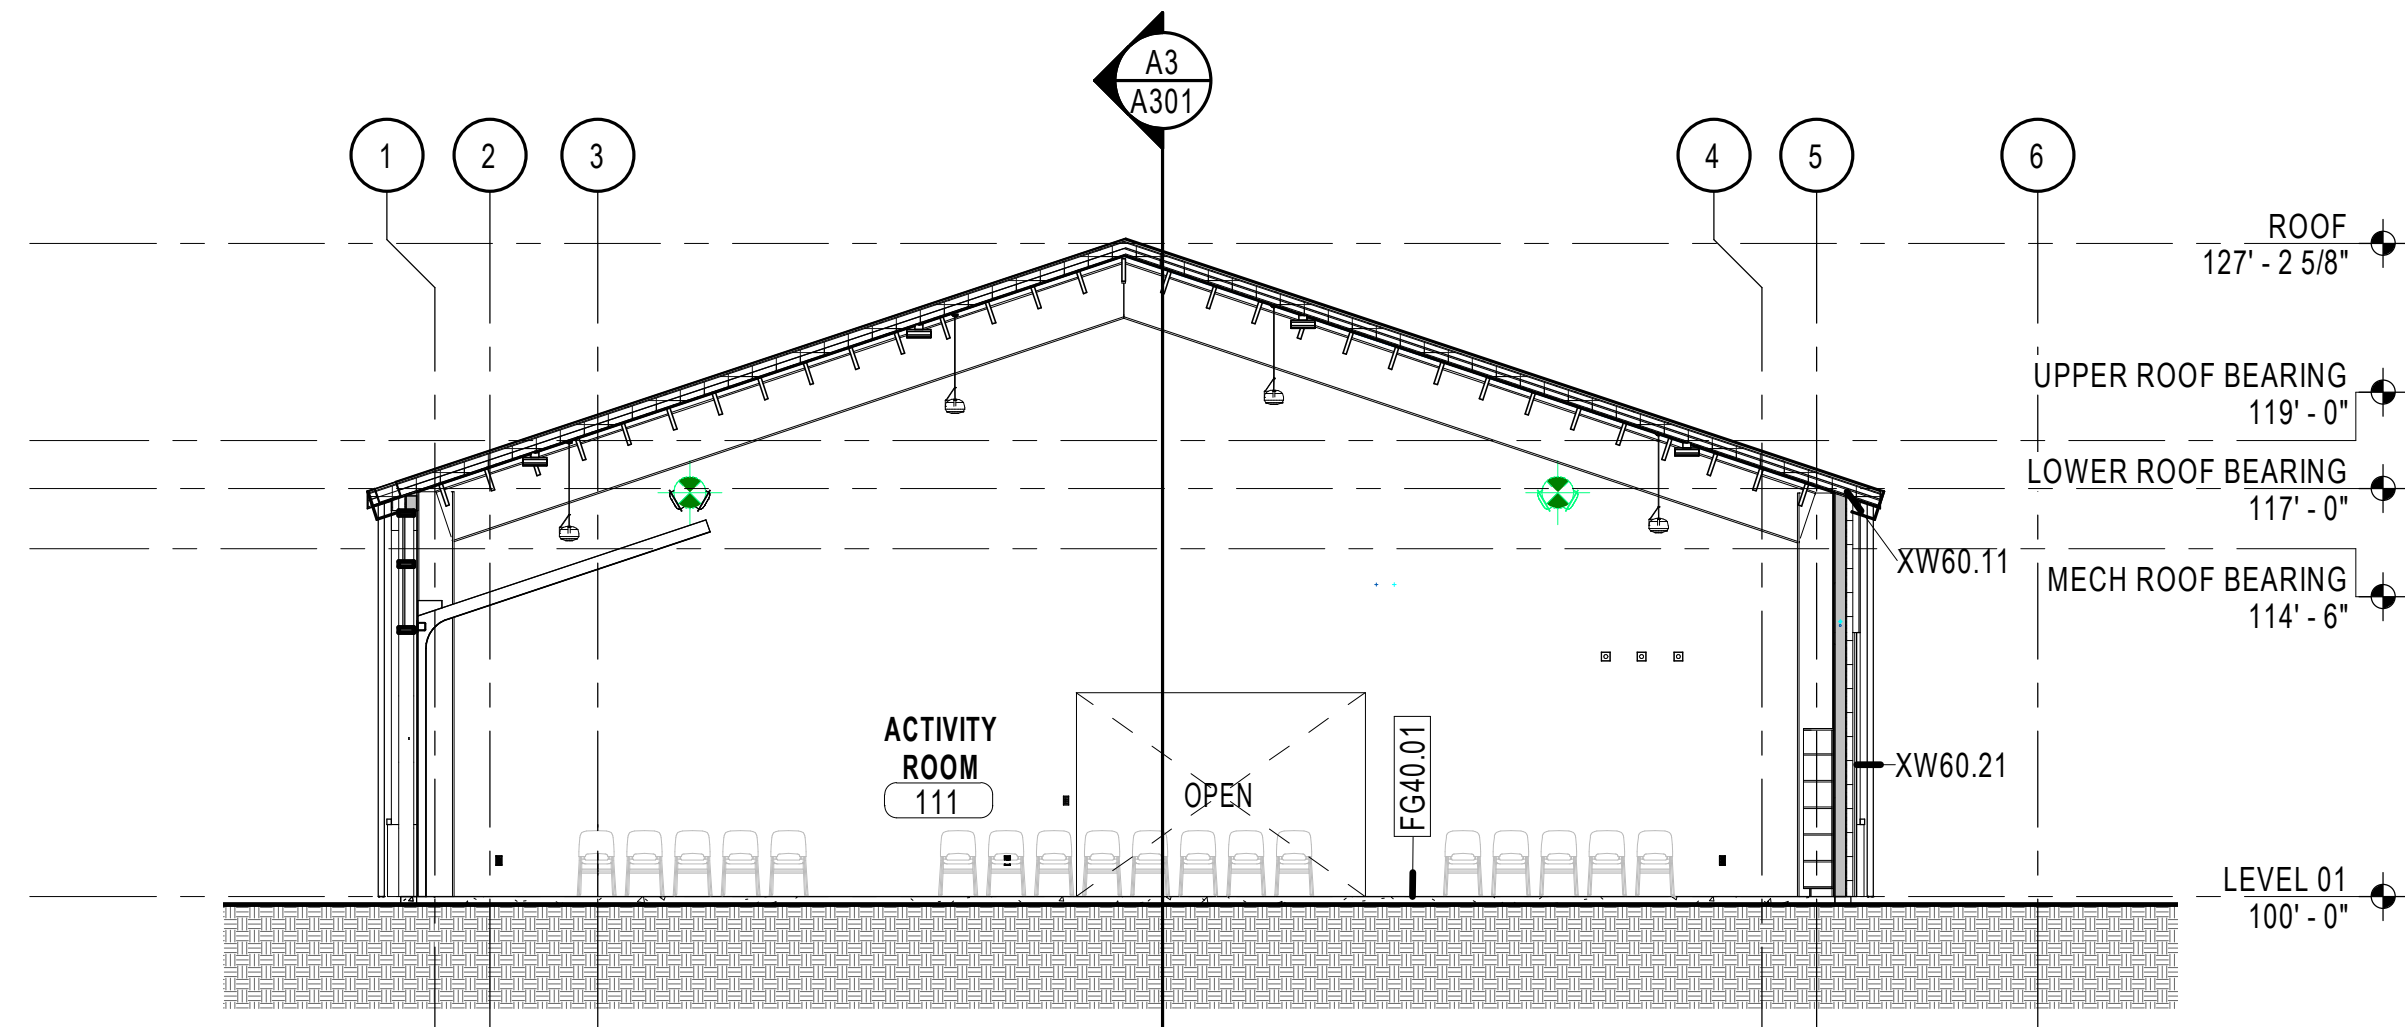 A3
A301
1
2
3
4
5
6
ROOF
127' - 2 5/8"
UPPER ROOF BEARING
119' - 0"
LOWER ROOF BEARING
117' - 0"
XW60.11
MECH ROOF BEARING
114' - 6"
ACTIVITY
ROOM
111
OPEN
FG40.01
XW60.21
LEVEL 01
100' - 0"